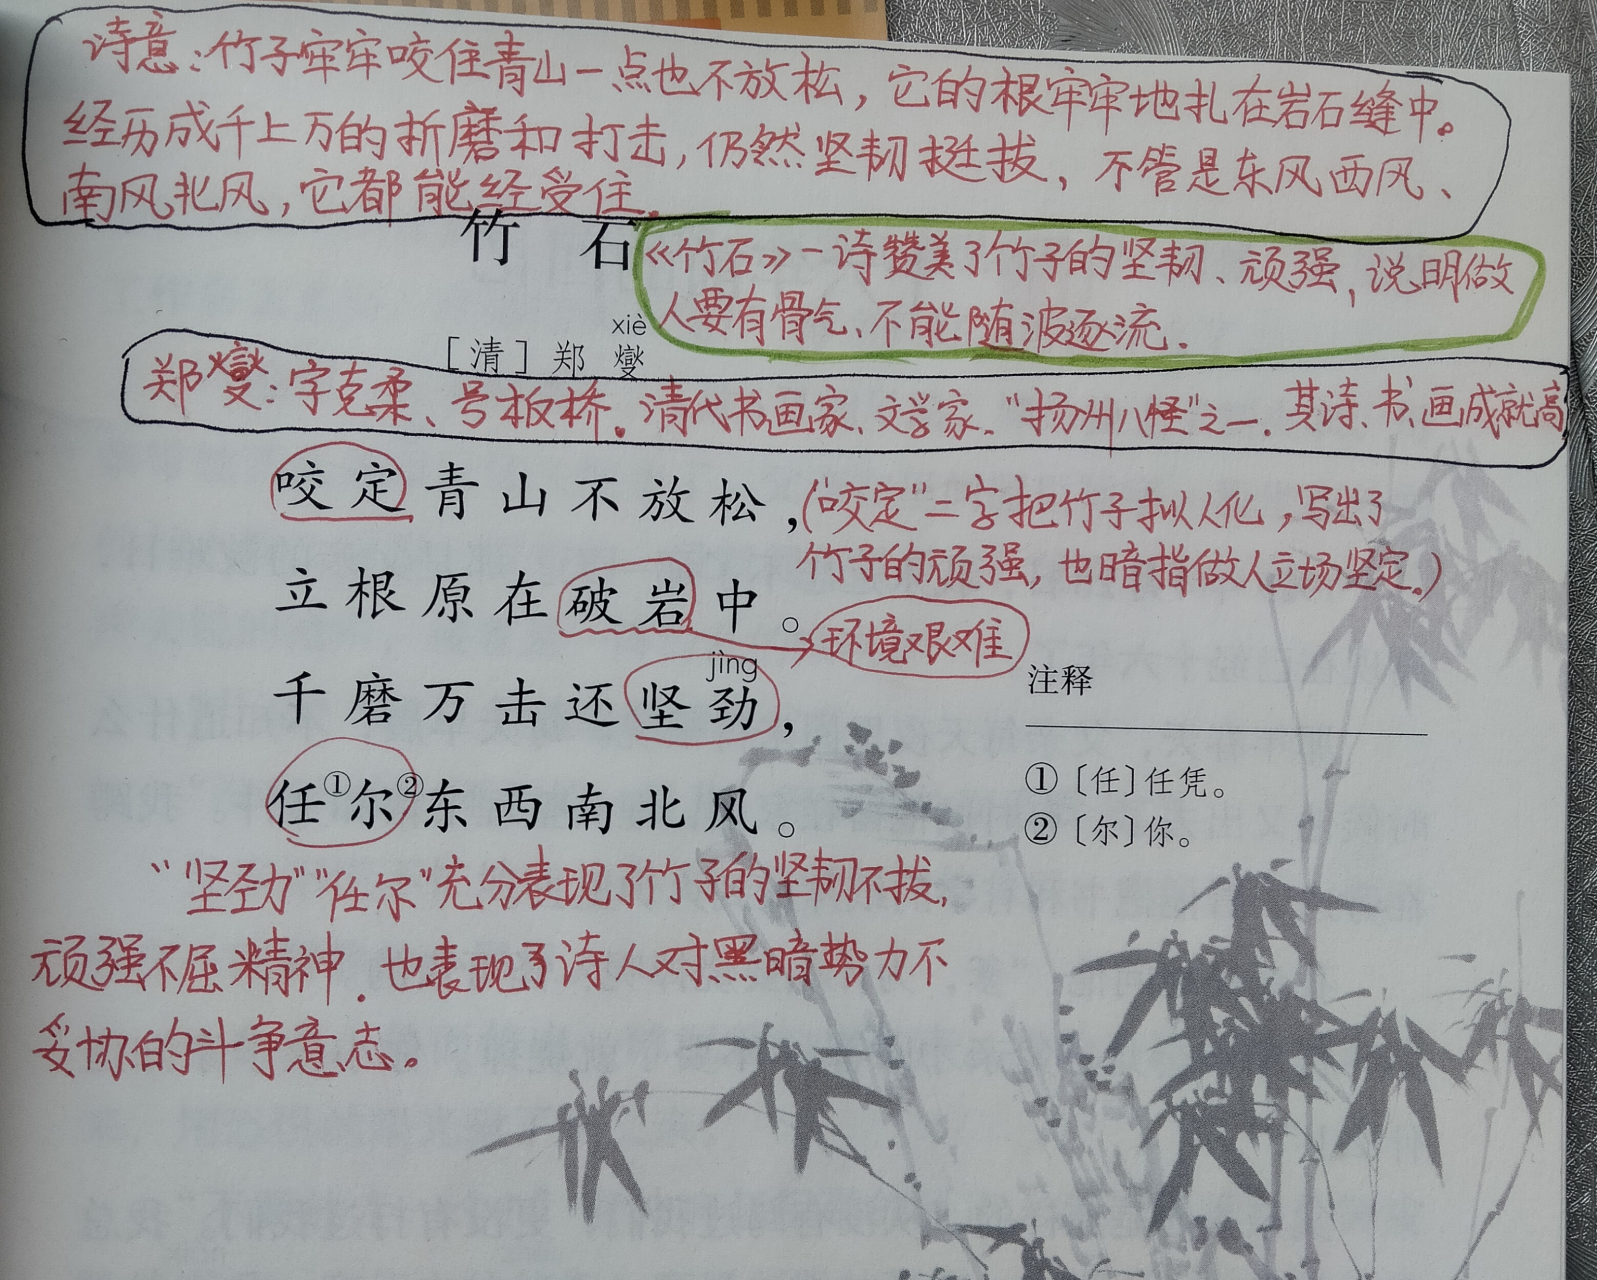 诗意:竹子牢牢咬住青山一点也不放松,它的根牢牢地扎在岩石缝中。
经历成千上万的折磨和打击,仍然坚韧挺拔,不管是东风西风、
南风北风,它都能经受住.
竹 石
《竹石》一诗赞美了竹子的坚韧、顽强,说明做
人要有骨气、不能随波逐流.
xiè
[清] 郑 燮
郑燮:字克柔、号板桥。清代书画家、文学家."扬州八怪"之一.其诗、书、画成就高
咬定青山不放松,
("咬定"二字把竹子拟人化,写出了
竹子的顽强,也暗指做人立场坚定.)
立根原在破岩中。
环境艰难
jìng
千磨万击还坚劲,
任①尔②东西南北风。
注释
①〔任〕任凭。
②〔尔〕你。
"坚劲""任尔"充分表现了竹子的坚韧不拔,
顽强不屈精神.也表现了诗人对黑暗势力不
妥协的斗争意志。